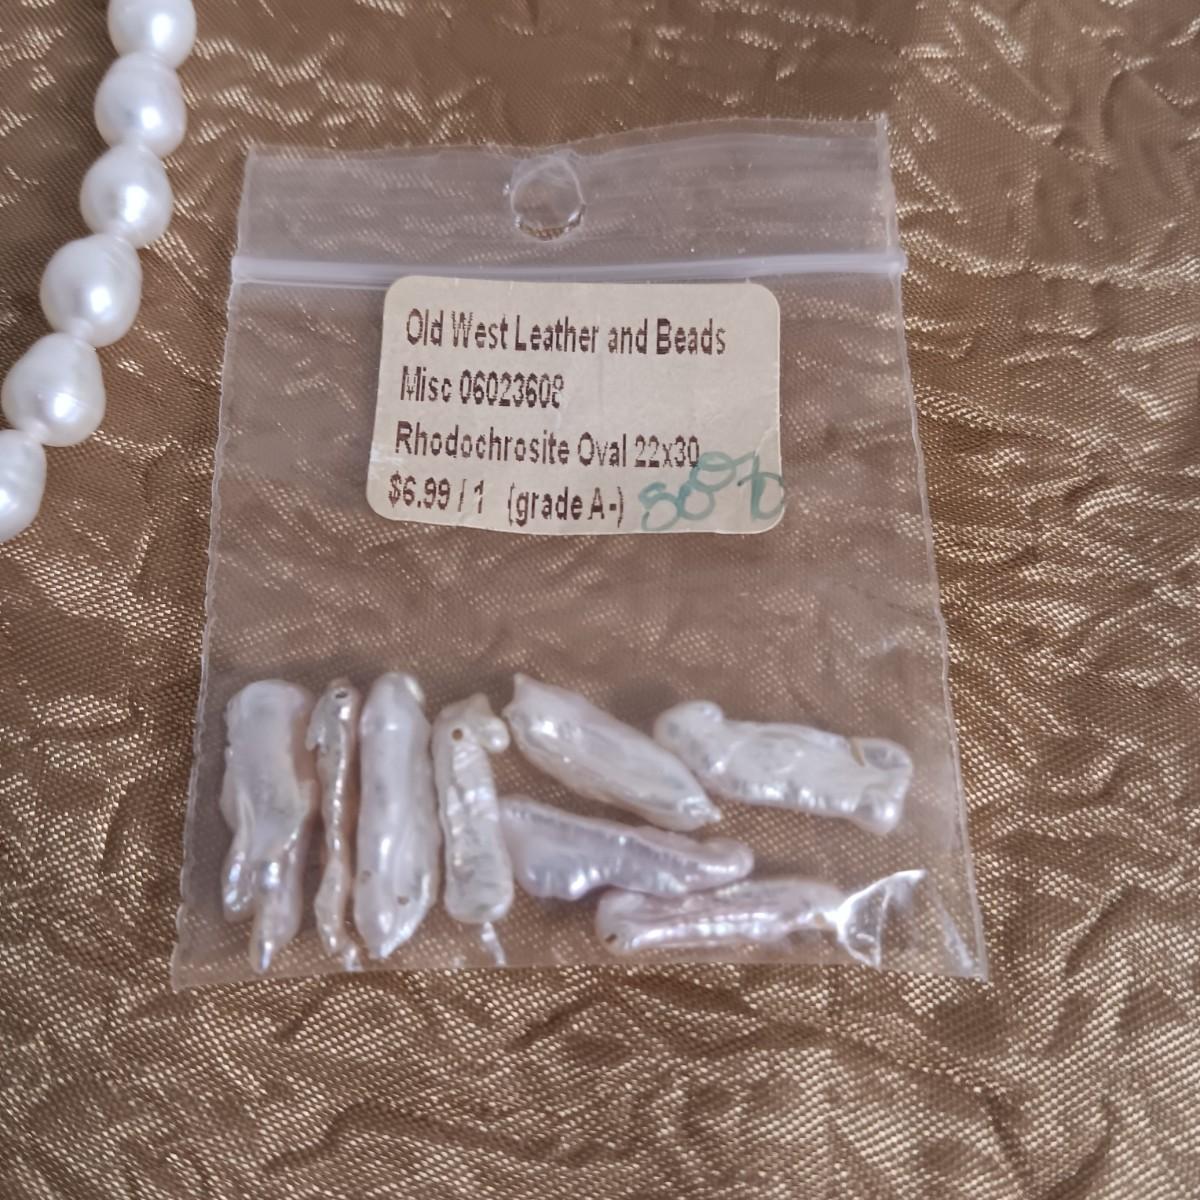 Old West Leather and Beads
Misc 06023608
Rhodochrosite Oval 22x30
$6.99 / 1 (grade A-)